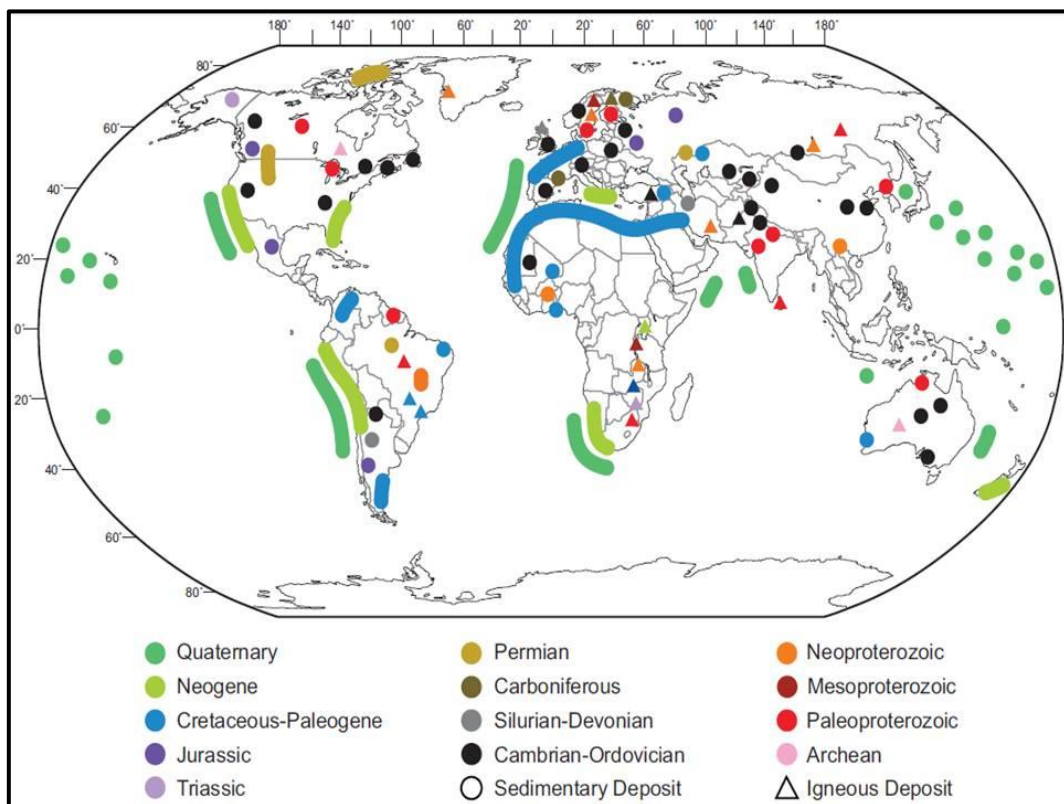 180˚ 140˚ 100˚ 60˚ 20˚ 20˚ 60˚ 100˚ 140˚ 180˚
80˚
60˚
40˚
20˚
0˚
20˚
40˚
60˚
80˚
Quaternary Permian Neoproterozoic
Neogene Carboniferous Mesoproterozoic
Cretaceous-Paleogene Silurian-Devonian Paleoproterozoic
Jurassic Cambrian-Ordovician Archean
Triassic Sedimentary Deposit Igneous Deposit